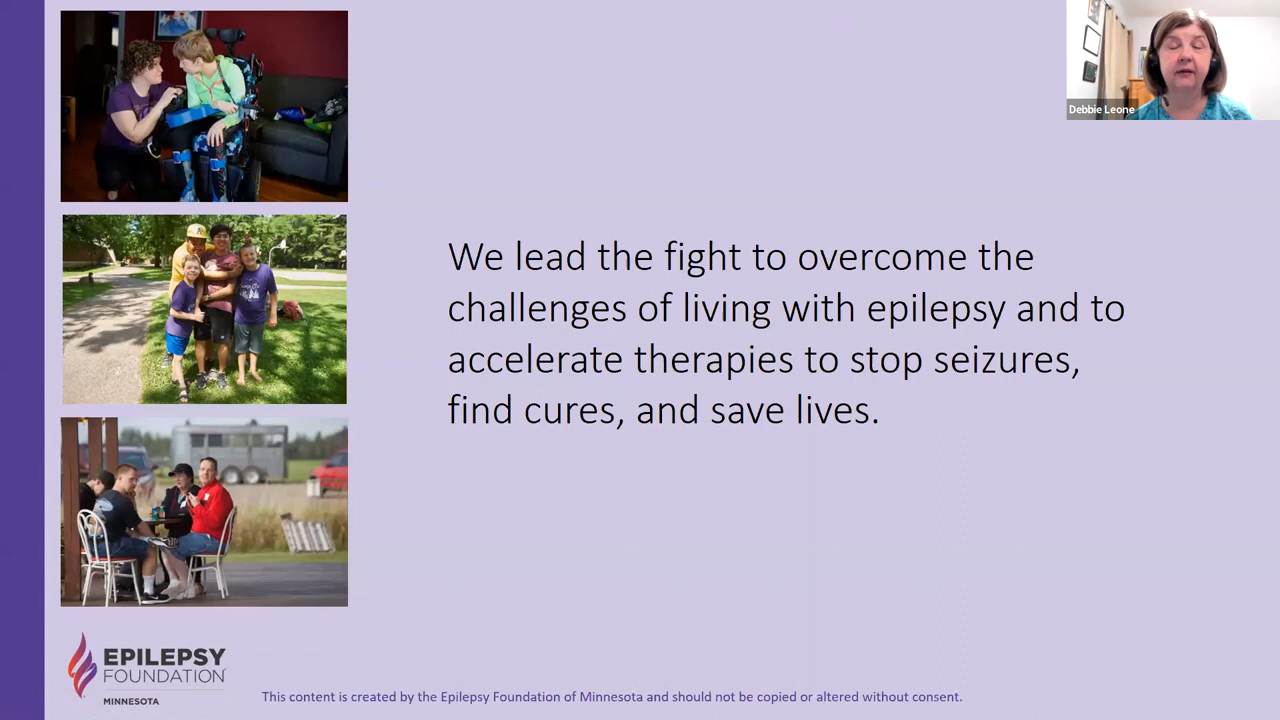 Debbie Leone
We lead the fight to overcome the
challenges of living with epilepsy and to
accelerate therapies to stop seizures,
find cures, and save lives.
EPILEPSY
FOUNDATION
MINNESOTA
This content is created by the Epilepsy Foundation of Minnesota and should not be copied or altered without consent.